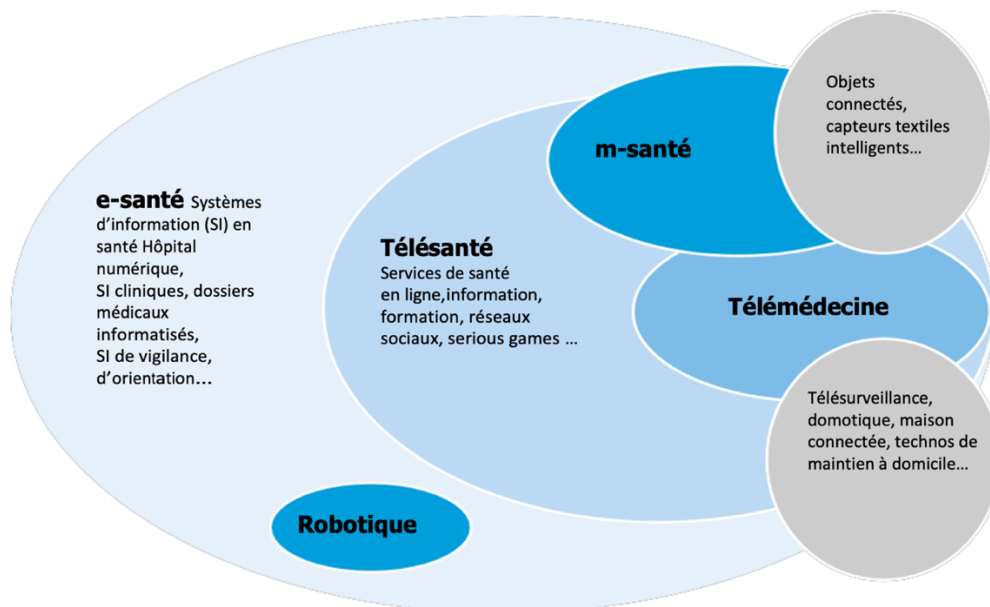 e-santé Systèmes
d'information (SI) en
santé Hôpital
numérique,
SI cliniques, dossiers
médicaux
informatisés,
SI de vigilance,
d'orientation…
Télésanté
Services de santé
en ligne,information,
formation, réseaux
sociaux, serious games …
m-santé
Objets
connectés,
capteurs textiles
intelligents…
Télémédecine
Télésurveillance,
domotique, maison
connectée, technos de
maintien à domicile…
Robotique